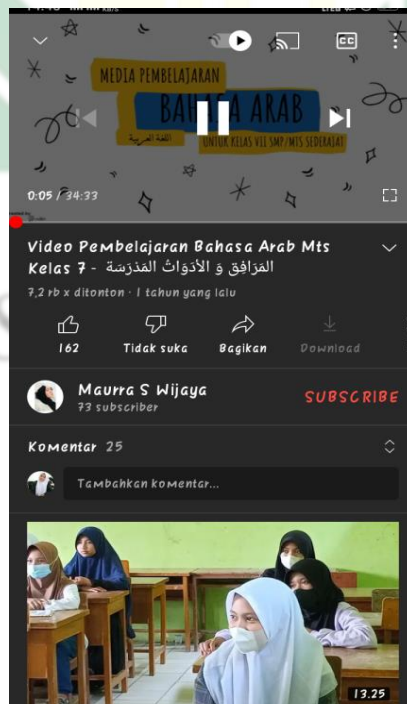 CC
MEDIA PEMBELAJARAN
BAHASA ARAB
اللغة العربية
UNTUK KELAS VII SMP/MTS SEDERAJAT
0:05 / 34:33
Video Pembelajaran Bahasa Arab Mts
Kelas 7 - المَرَافِق وَ الأَدَوَاتُ المَدْرَسَة
7,2 rb x ditonton · 1 tahun yang lalu
162
Tidak suka
Bagikan
Download
Maurra S Wijaya
73 subscriber
SUBSCRIBE
Komentar 25
Tambahkan komentar...
13.25